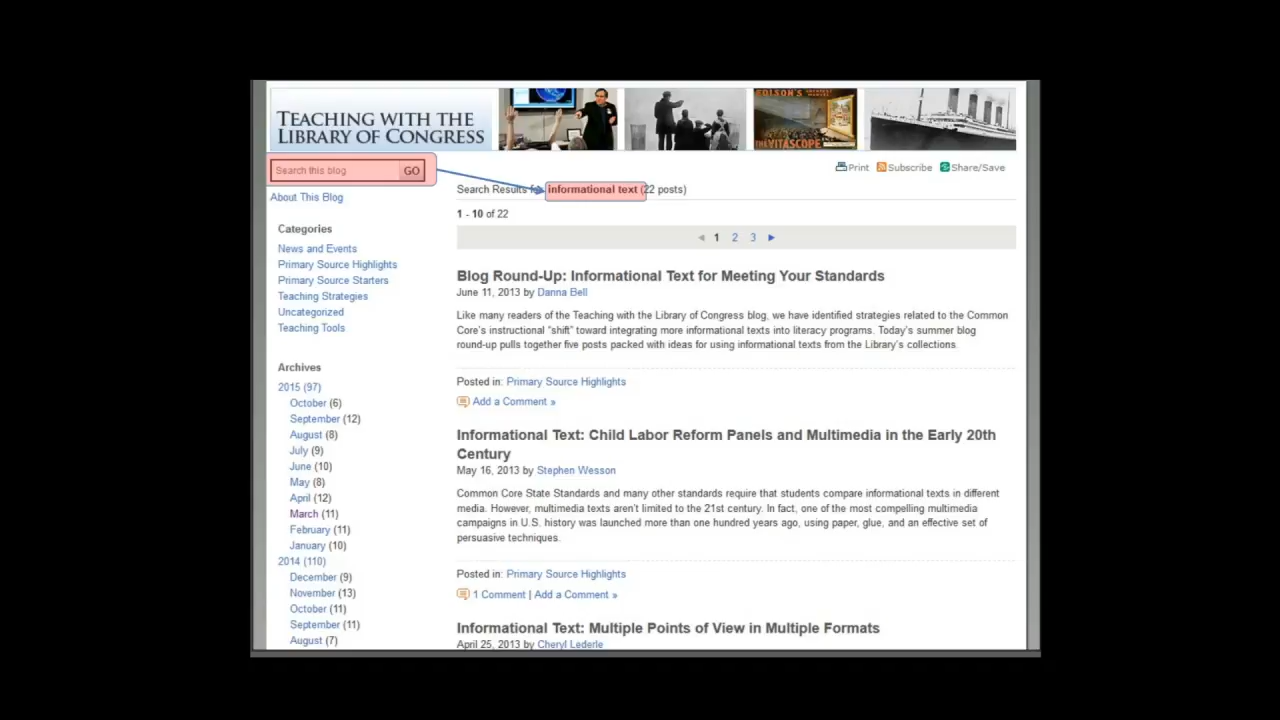 TEACHING WITH THE
LIBRARY OF CONGRESS
EDISON'S
THE VITASCOPE
Search this blog GO
Print Subscribe Share/Save
About This Blog
Search Results for informational text (22 posts)
1 - 10 of 22
◄ 1 2 3 ►
Categories
News and Events
Primary Source Highlights
Primary Source Starters
Teaching Strategies
Uncategorized
Teaching Tools
Archives
2015 (97)
October (6)
September (12)
August (8)
July (9)
June (10)
May (8)
April (12)
March (11)
February (11)
January (10)
2014 (110)
December (9)
November (13)
October (11)
September (11)
August (7)
Blog Round-Up: Informational Text for Meeting Your Standards
June 11, 2013 by Danna Bell
Like many readers of the Teaching with the Library of Congress blog, we have identified strategies related to the Common
Core's instructional "shift" toward integrating more informational texts into literacy programs. Today's summer blog
round-up pulls together five posts packed with ideas for using informational texts from the Library's collections.
Posted in: Primary Source Highlights
Add a Comment »
Informational Text: Child Labor Reform Panels and Multimedia in the Early 20th
Century
May 16, 2013 by Stephen Wesson
Common Core State Standards and many other standards require that students compare informational texts in different
media. However, multimedia texts aren't limited to the 21st century. In fact, one of the most compelling multimedia
campaigns in U.S. history was launched more than one hundred years ago, using paper, glue, and an effective set of
persuasive techniques.
Posted in: Primary Source Highlights
1 Comment | Add a Comment »
Informational Text: Multiple Points of View in Multiple Formats
April 25, 2013 by Cheryl Lederle